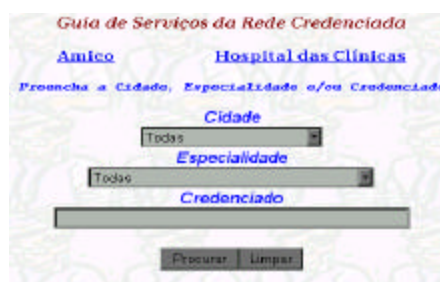 Guia de Serviços da Rede Credenciada
Amico Hospital das Clínicas
Preencha a Cidade, Especialidade e/ou Credenciado
Cidade
Todas
Especialidade
Todas
Credenciado
Procurar Limpar